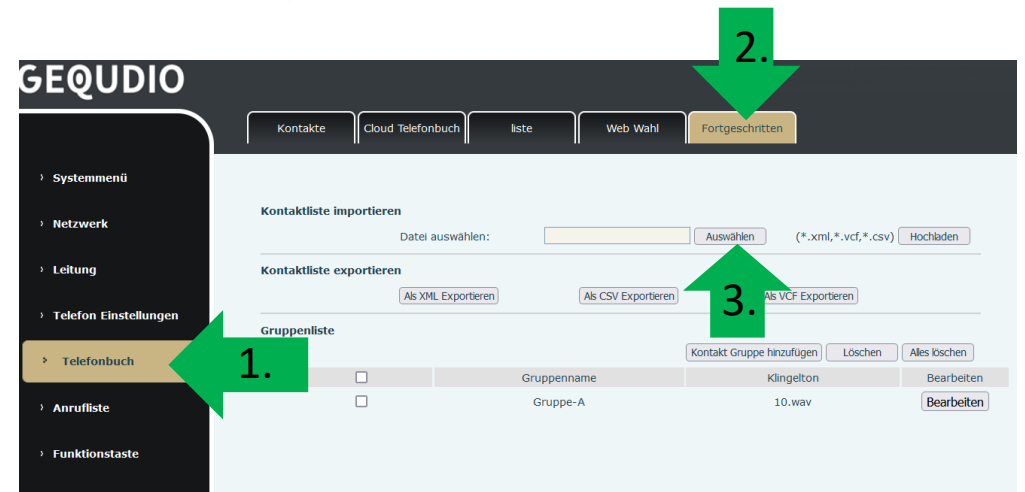 2.
GEQUDIO
Kontakte Cloud Telefonbuch liste Web Wahl Fortgeschritten
Systemmenü
Netzwerk
Leitung
Telefon Einstellungen
Telefonbuch
1.
Anrufliste
Funktionstaste
Kontaktliste importieren
Datei auswählen: Auswählen (*.xml,*.vcf,*.csv) Hochladen
Kontaktliste exportieren
Als XML Exportieren Als CSV Exportieren Als VCF Exportieren
3.
Gruppenliste
Kontakt Gruppe hinzufügen Löschen Alles löschen
Gruppenname Klingelton Bearbeiten
Gruppe-A 10.wav Bearbeiten